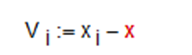 V i := x i – x